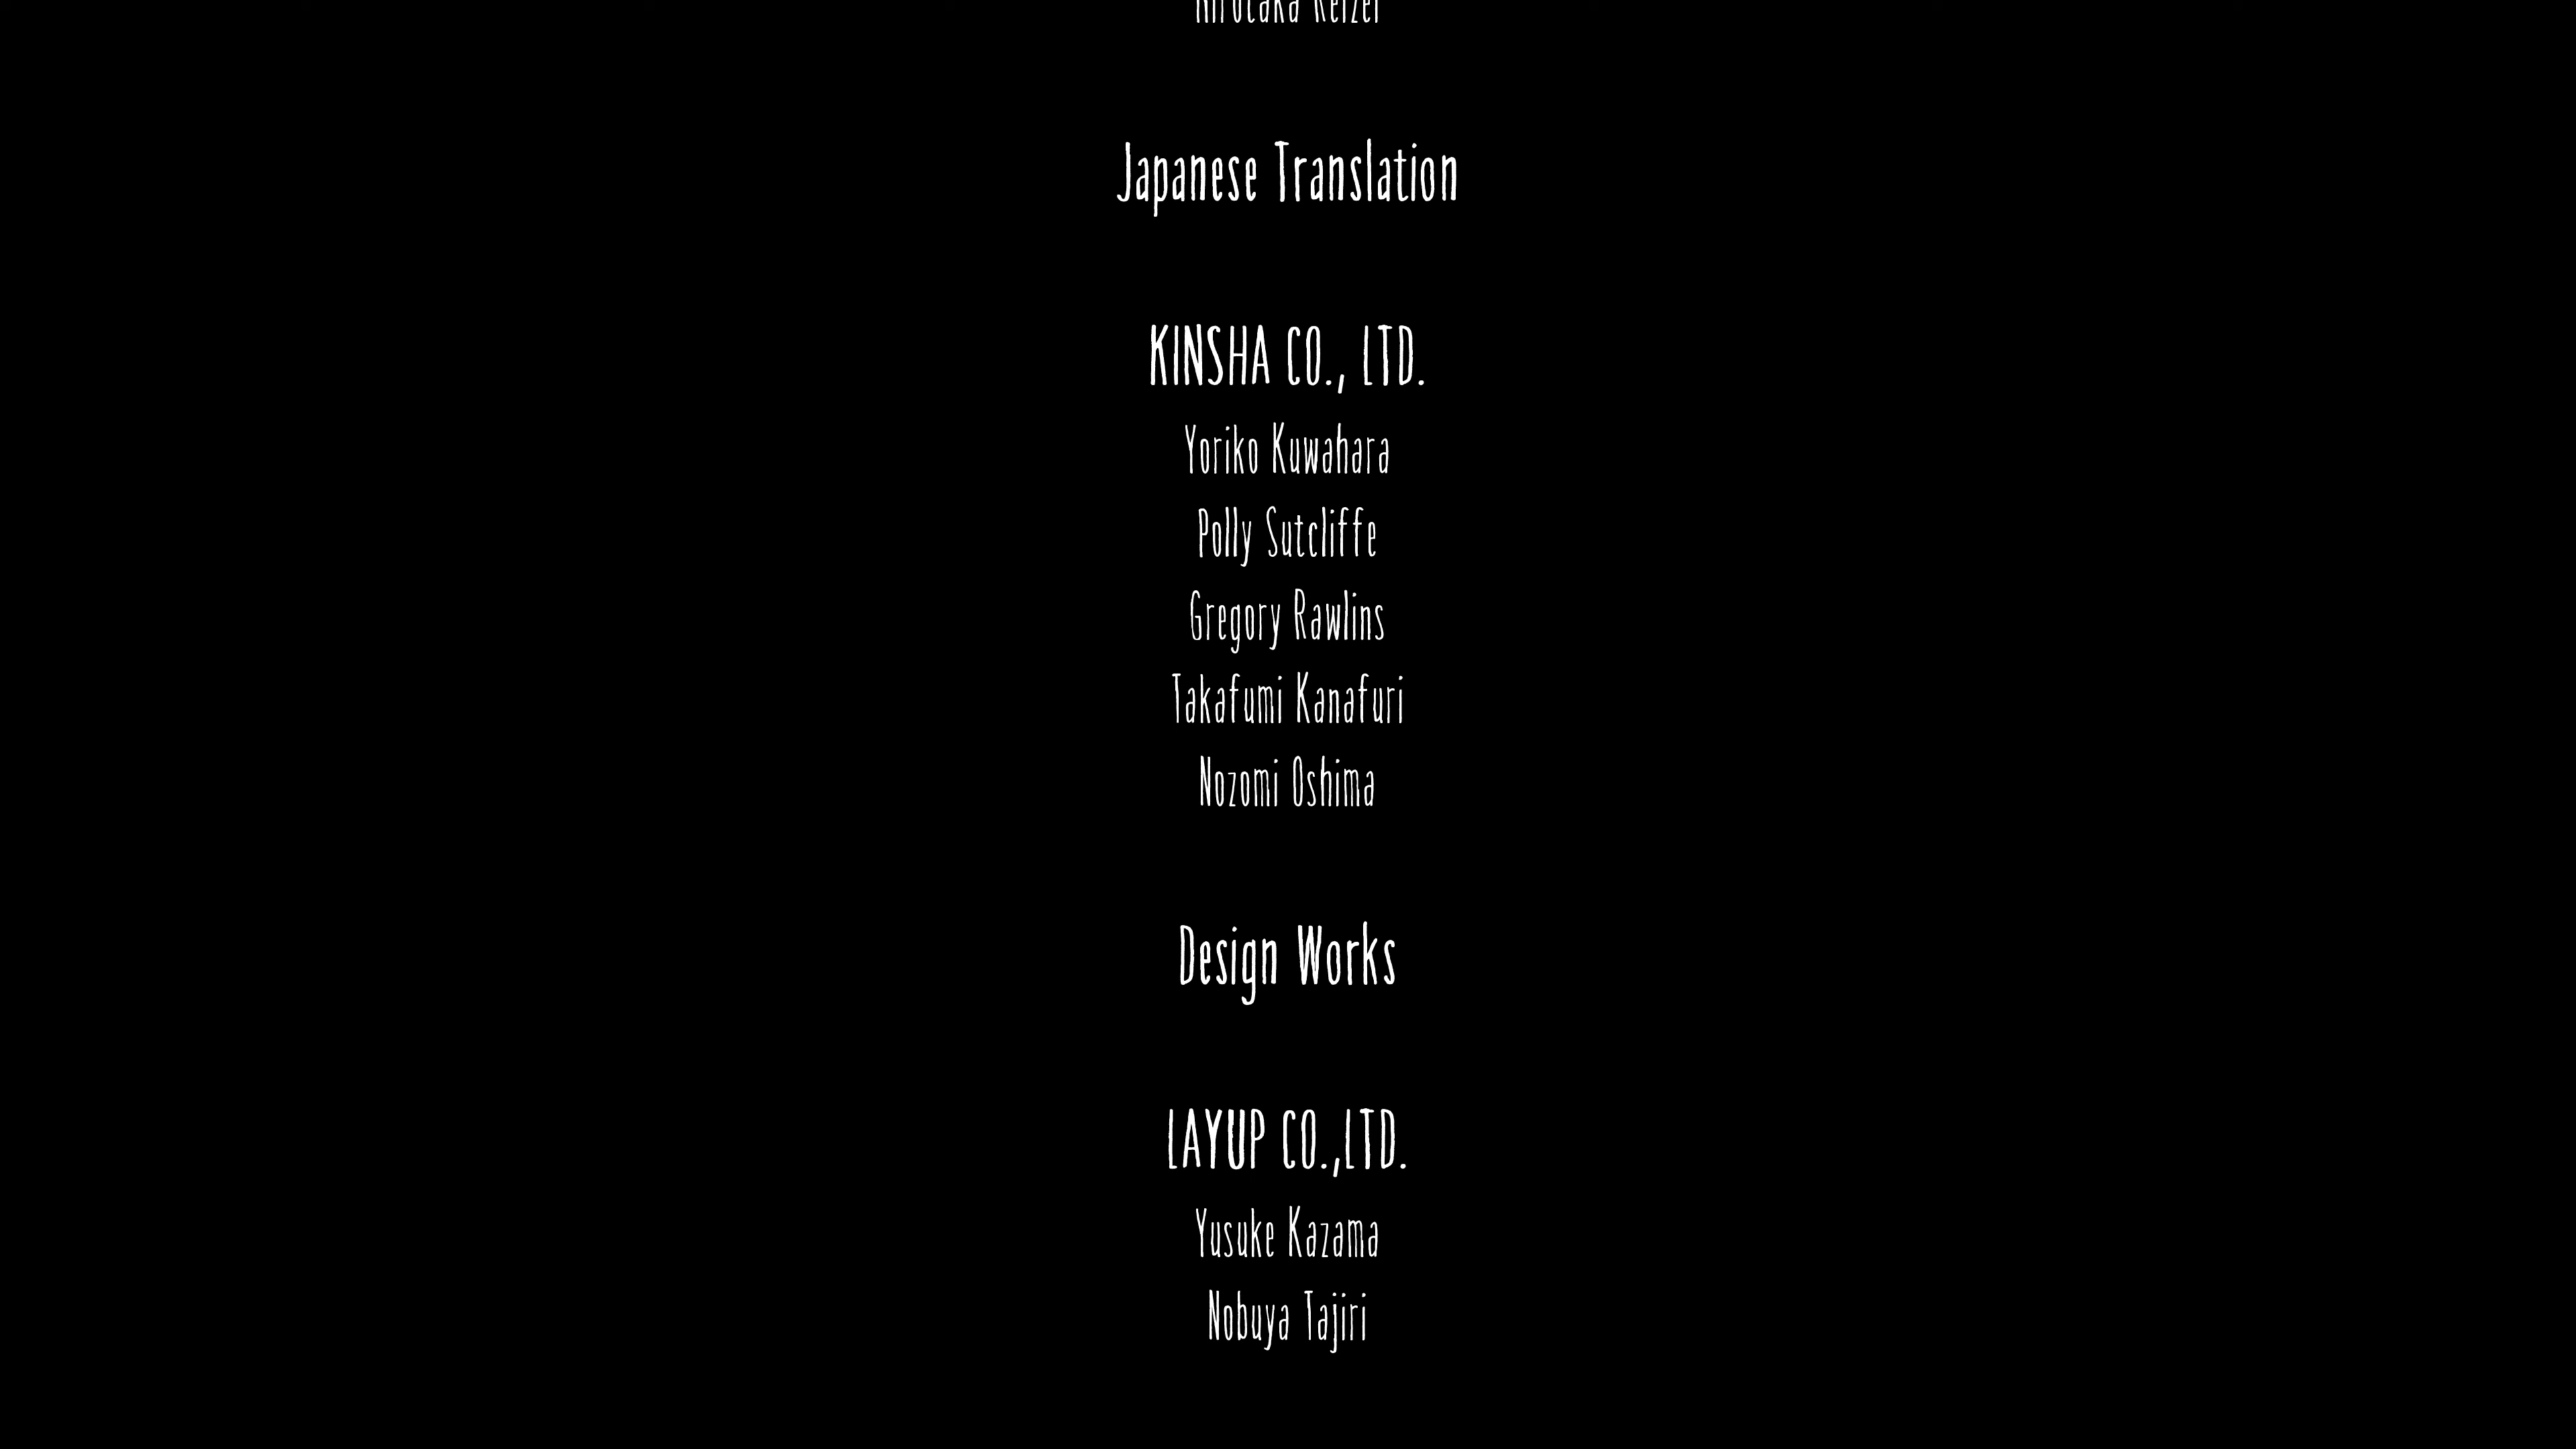 Japanese Translation
KINSHA CO., LTD.
Yoriko Kuwahara
Polly Sutcliffe
Gregory Rawlins
Takafumi Kanafuri
Nozomi Oshima
Design Works
LAYUP CO.,LTD.
Yusuke Kazama
Nobuya Tajiri